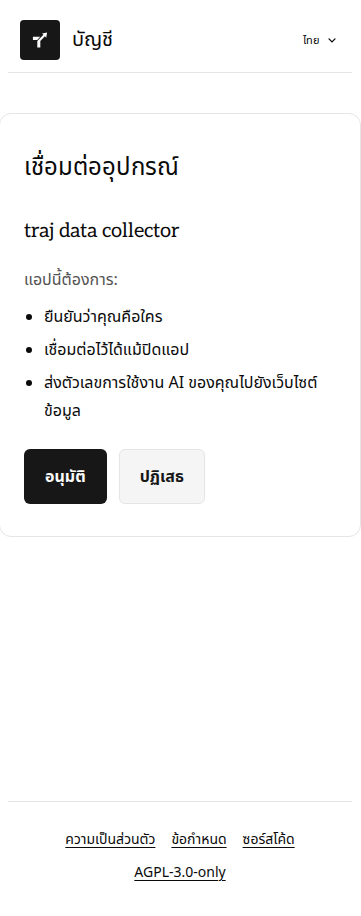 บัญชี
ไทย
เชื่อมต่ออุปกรณ์
traj data collector
แอปนี้ต้องการ:
ยืนยันว่าคุณคือใคร
เชื่อมต่อไว้ได้แม้ปิดแอป
ส่งตัวเลขการใช้งาน AI ของคุณไปยังเว็บไซต์
ข้อมูล
อนุมัติ
ปฏิเสธ
ความเป็นส่วนตัว ข้อกำหนด ซอร์สโค้ด
AGPL-3.0-only